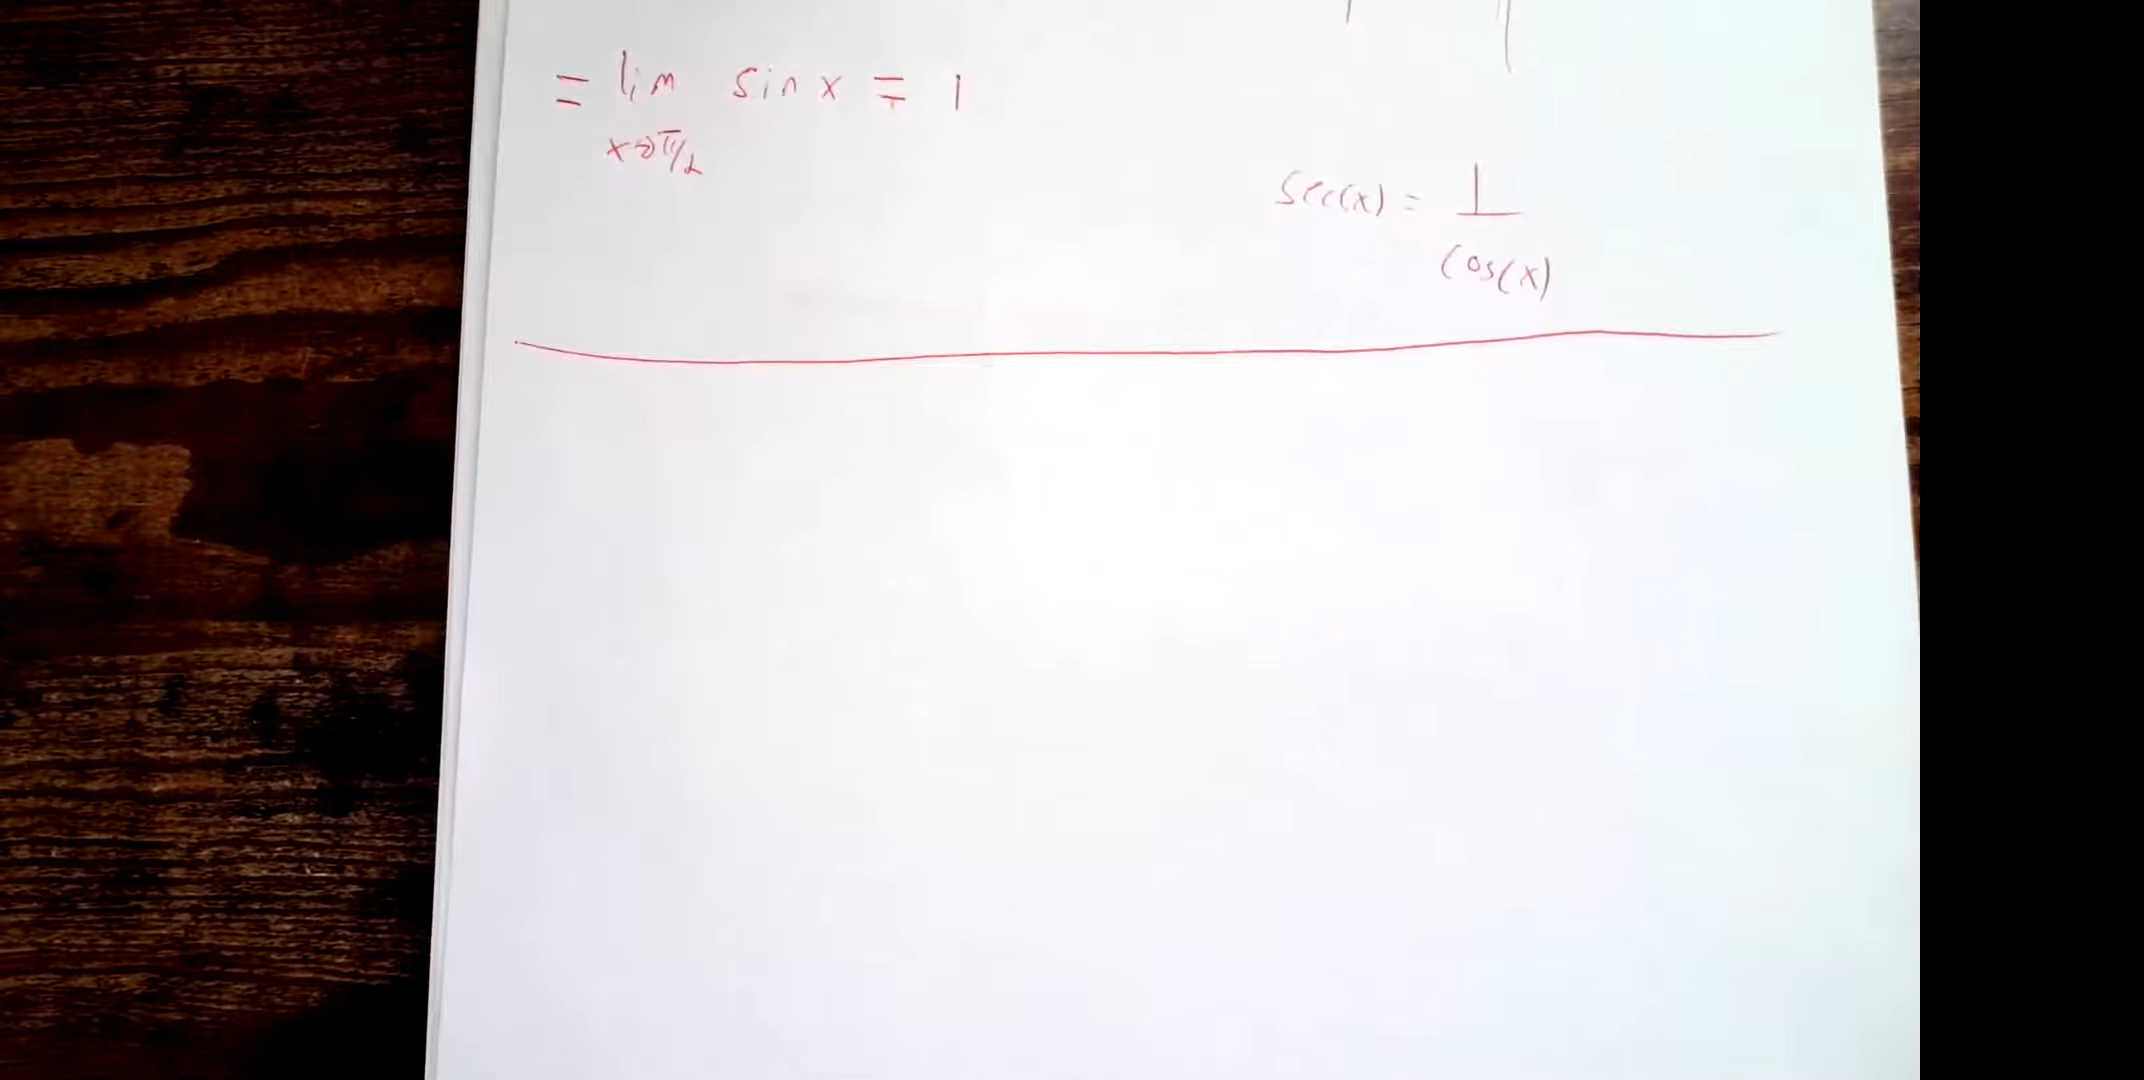 = lim sin x = 1
x→π/2
sec(x) = 1
cos(x)